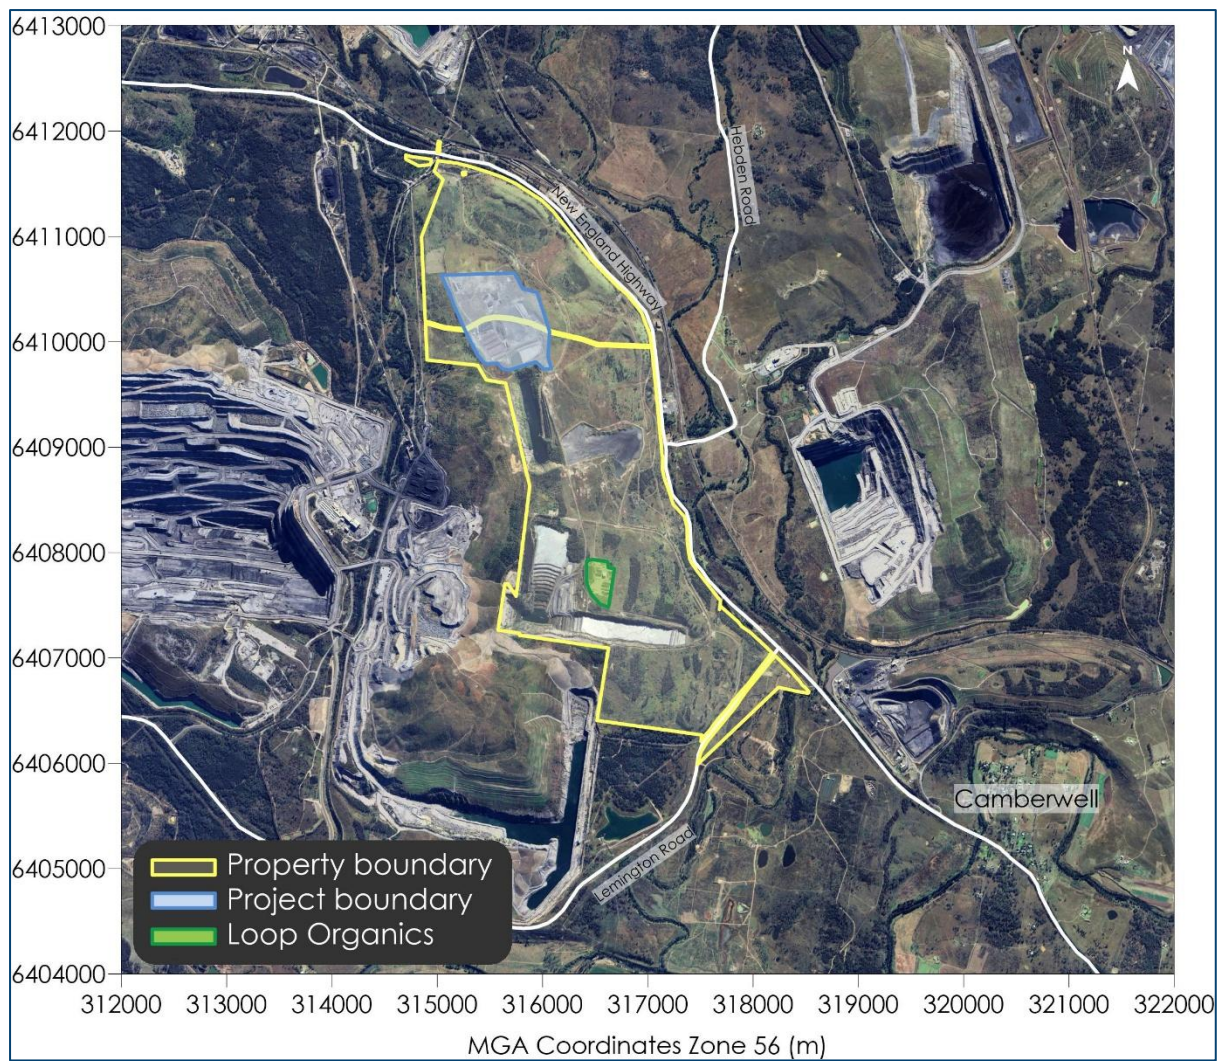 6413000
6412000
6411000
6410000
6409000
6408000
6407000
6406000
6405000
6404000
N
Hebden Road
New England Highway
Camberwell
Lemington Road
Property boundary
Project boundary
Loop Organics
312000 313000 314000 315000 316000 317000 318000 319000 320000 321000 322000
MGA Coordinates Zone 56 (m)